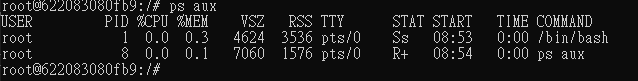 root@622083080fb9:/# ps aux
USER PID %CPU %MEM VSZ RSS TTY STAT START TIME COMMAND
root 1 0.0 0.3 4624 3536 pts/0 Ss 08:53 0:00 /bin/bash
root 8 0.0 0.1 7060 1576 pts/0 R+ 08:54 0:00 ps aux
root@622083080fb9:/#